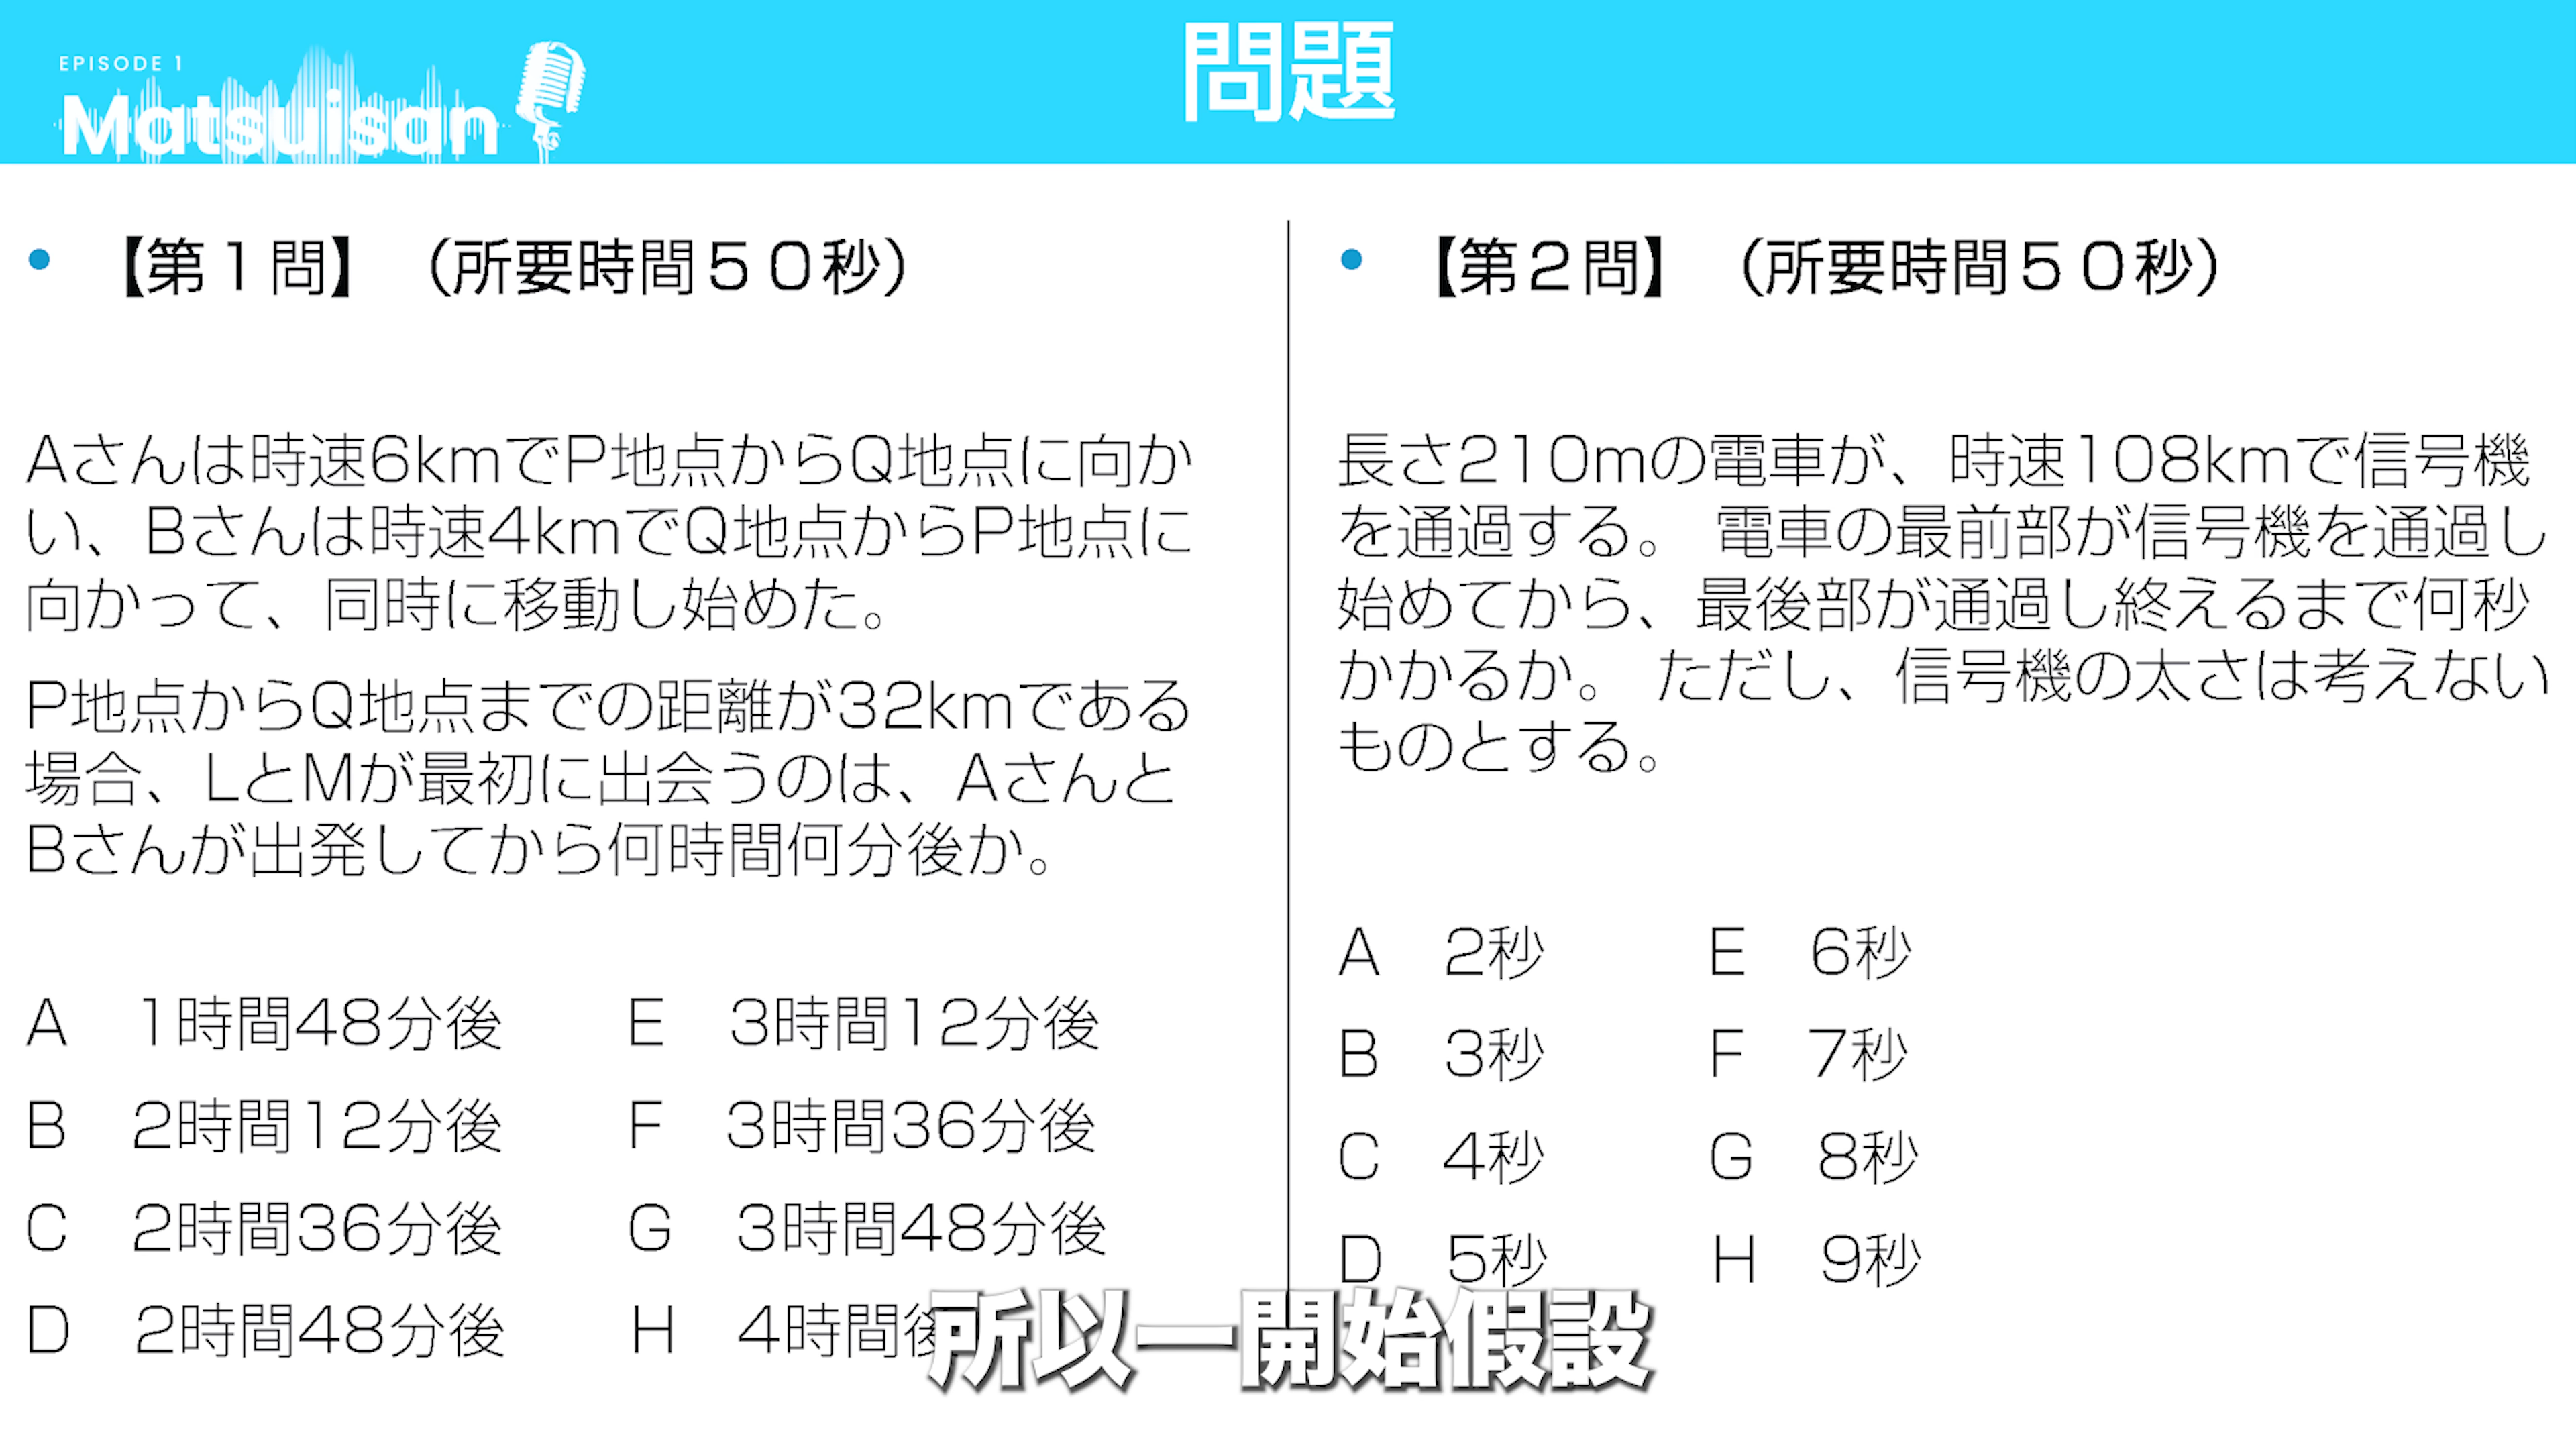 EPISODE 1
Matsuisan
問題
• 【第１問】（所要時間５０秒）
Aさんは時速6kmでP地点からQ地点に向か
い、Bさんは時速4kmでQ地点からP地点に
向かって、同時に移動し始めた。
P地点からQ地点までの距離が32kmである
場合、LとMが最初に出会うのは、Aさんと
Bさんが出発してから何時間何分後か。
A 1時間48分後 E 3時間12分後
B 2時間12分後 F 3時間36分後
C 2時間36分後 G 3時間48分後
D 2時間48分後 H 4時間後
• 【第２問】（所要時間５０秒）
長さ210mの電車が、時速108kmで信号機
を通過する。 電車の最前部が信号機を通過し
始めてから、最後部が通過し終えるまで何秒
かかるか。 ただし、信号機の太さは考えない
ものとする。
A 2秒 E 6秒
B 3秒 F 7秒
C 4秒 G 8秒
D 5秒 H 9秒
所以一開始假設